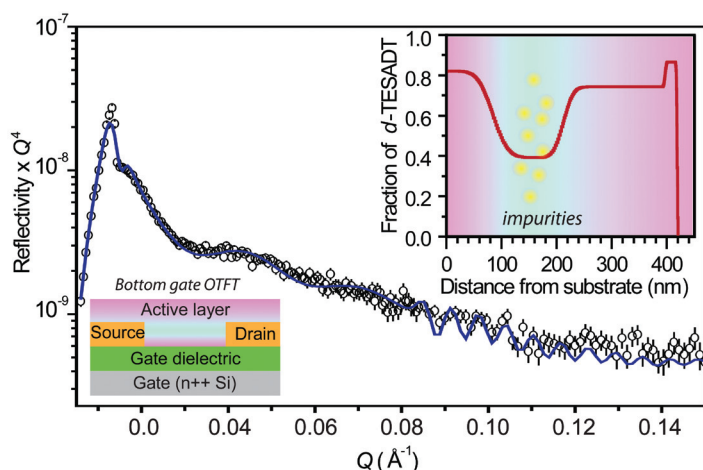 10⁻⁷
10⁻⁸
10⁻⁹
Reflectivity x Q⁴
0.0 0.02 0.04 0.06 0.08 0.10 0.12 0.14
Q (Å⁻¹)
Bottom gate OTFT
Active layer
Source Drain
Gate dielectric
Gate (n++ Si)
1.0
0.8
0.6
0.4
0.2
0.0
Fraction of d-TESADT
impurities
0 100 200 300 400
Distance from substrate (nm)